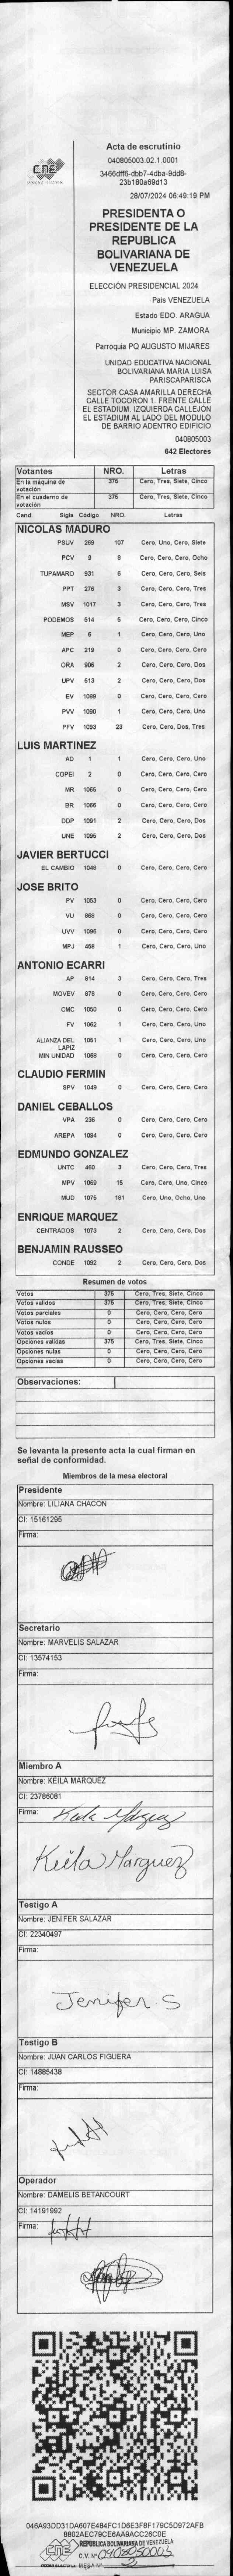 Acta de escrutinio
040805003.02.1.0001
3466dff6-dbb7-4dba-9dd8-
23b180a69d13
28/07/2024 06:49:19 PM
CNE
PRESIDENTA O
PRESIDENTE DE LA
REPUBLICA
BOLIVARIANA DE
VENEZUELA
ELECCIÓN PRESIDENCIAL 2024
Pais VENEZUELA
Estado EDO. ARAGUA
Municipio MP. ZAMORA
Parroquia PQ AUGUSTO MIJARES
UNIDAD EDUCATIVA NACIONAL
BOLIVARIANA MARIA LUISA
PARISCAPARISCA
SECTOR CASA AMARILLA DERECHA
CALLE TOCORON 1. FRENTE CALLE
EL ESTADIUM. IZQUIERDA CALLEJÓN
EL ESTADIUM AL LADO DEL MODULO
DE BARRIO ADENTRO EDIFICIO
040805003
642 Electores
Votantes NRO. Letras
En la máquina de votación 375 Cero, Tres, Siete, Cinco
En el cuaderno de votación 375 Cero, Tres, Siete, Cinco
Cand. Sigla Código NRO. Letras
NICOLAS MADURO
PSUV 269 107 Cero, Uno, Cero, Siete
PCV 9 8 Cero, Cero, Cero, Ocho
TUPAMARO 931 6 Cero, Cero, Cero, Seis
PPT 276 3 Cero, Cero, Cero, Tres
MSV 1017 3 Cero, Cero, Cero, Tres
PODEMOS 514 5 Cero, Cero, Cero, Cinco
MEP 6 1 Cero, Cero, Cero, Uno
APC 219 0 Cero, Cero, Cero, Cero
ORA 906 2 Cero, Cero, Cero, Dos
UPV 513 2 Cero, Cero, Cero, Dos
EV 1089 0 Cero, Cero, Cero, Cero
PVV 1090 1 Cero, Cero, Cero, Uno
PFV 1093 23 Cero, Cero, Dos, Tres
LUIS MARTINEZ
AD 1 1 Cero, Cero, Cero, Uno
COPEI 2 0 Cero, Cero, Cero, Cero
MR 1065 0 Cero, Cero, Cero, Cero
BR 1066 0 Cero, Cero, Cero, Cero
DDP 1091 2 Cero, Cero, Cero, Dos
UNE 1095 2 Cero, Cero, Cero, Dos
JAVIER BERTUCCI
EL CAMBIO 1048 0 Cero, Cero, Cero, Cero
JOSE BRITO
PV 1053 0 Cero, Cero, Cero, Cero
VU 868 0 Cero, Cero, Cero, Cero
UVV 1096 0 Cero, Cero, Cero, Cero
MPJ 458 1 Cero, Cero, Cero, Uno
ANTONIO ECARRI
AP 814 3 Cero, Cero, Cero, Tres
MOVEV 878 0 Cero, Cero, Cero, Cero
CMC 1050 0 Cero, Cero, Cero, Cero
FV 1062 1 Cero, Cero, Cero, Uno
ALIANZA DEL LAPIZ 1051 1 Cero, Cero, Cero, Uno
MIN UNIDAD 1068 0 Cero, Cero, Cero, Cero
CLAUDIO FERMIN
SPV 1049 0 Cero, Cero, Cero, Cero
DANIEL CEBALLOS
VPA 236 0 Cero, Cero, Cero, Cero
AREPA 1094 0 Cero, Cero, Cero, Cero
EDMUNDO GONZALEZ
UNTC 460 3 Cero, Cero, Cero, Tres
MPV 1069 15 Cero, Cero, Uno, Cinco
MUD 1075 181 Cero, Uno, Ocho, Uno
ENRIQUE MARQUEZ
CENTRADOS 1073 2 Cero, Cero, Cero, Dos
BENJAMIN RAUSSEO
CONDE 1092 2 Cero, Cero, Cero, Dos
Resumen de votos
Votos 375 Cero, Tres, Siete, Cinco
Votos validos 375 Cero, Tres, Siete, Cinco
Votos parciales 0 Cero, Cero, Cero, Cero
Votos nulos 0 Cero, Cero, Cero, Cero
Votos vacios 0 Cero, Cero, Cero, Cero
Opciones validas 375 Cero, Tres, Siete, Cinco
Opciones nulas 0 Cero, Cero, Cero, Cero
Opciones vacias 0 Cero, Cero, Cero, Cero
Observaciones:
Se levanta la presente acta la cual firman en
señal de conformidad.
Miembros de la mesa electoral
Presidente
Nombre: LILIANA CHACON
CI: 15161295
Firma:
Secretario
Nombre: MARVELIS SALAZAR
CI: 13574153
Firma:
Miembro A
Nombre: KEILA MARQUEZ
CI: 23786081
Firma: Keila Marquez
Keila Marquez
Testigo A
Nombre: JENIFER SALAZAR
CI: 22340497
Firma:
Jenifer S
Testigo B
Nombre: JUAN CARLOS FIGUERA
CI: 14885438
Firma:
Operador
Nombre: DAMELIS BETANCOURT
CI: 14191992
Firma:
046A93DD31DA607E484FC1D6E3F8F179C5D972AFB
8802AEC79CE6AA9ACC26C0E
CNE
REPÚBLICA BOLIVARIANA DE VENEZUELA
C.V. Nº
PODER ELECTORAL MESA Nº 2